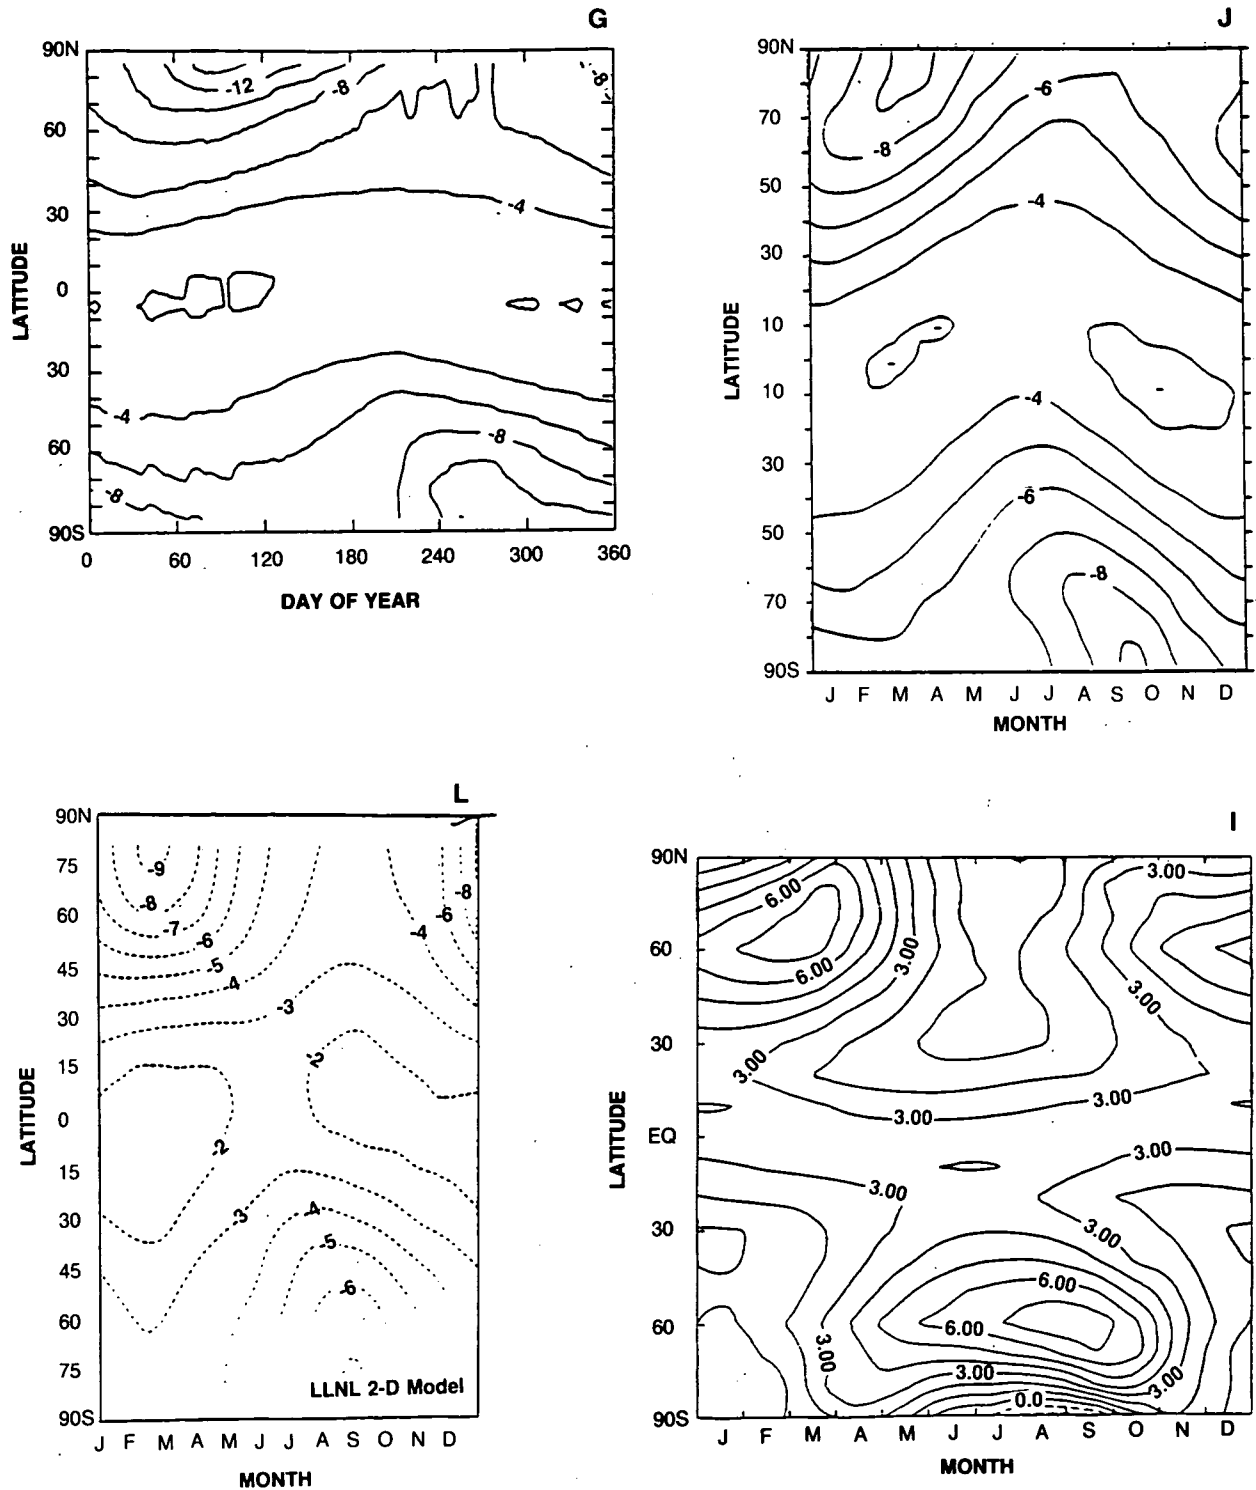 G
90N
60
30
0
30
60
90S
LATITUDE
-12
-8
-8
-4
-4
-8
-8
0 60 120 180 240 300 360
DAY OF YEAR
J
90N
70
50
30
10
10
30
50
70
90S
LATITUDE
-6
-8
-4
-4
-6
-8
J F M A M J J A S O N D
MONTH
L
90N
75
60
45
30
15
0
15
30
45
60
75
90S
LATITUDE
-9
-8
-7
-6
-5
4
-8
-6
-4
-3
-2
-2
-3
-4
-5
-6
LLNL 2-D Model
J F M A M J J A S O N D
MONTH
I
90N
60
30
EQ
30
60
90S
LATITUDE
6.00
3.00
6.00
3.00
3.00
3.00
3.00
3.00
3.00
3.00
3.00
6.00
6.00
3.00
3.00
3.00
0.0
J F M A M J J A S O N D
MONTH